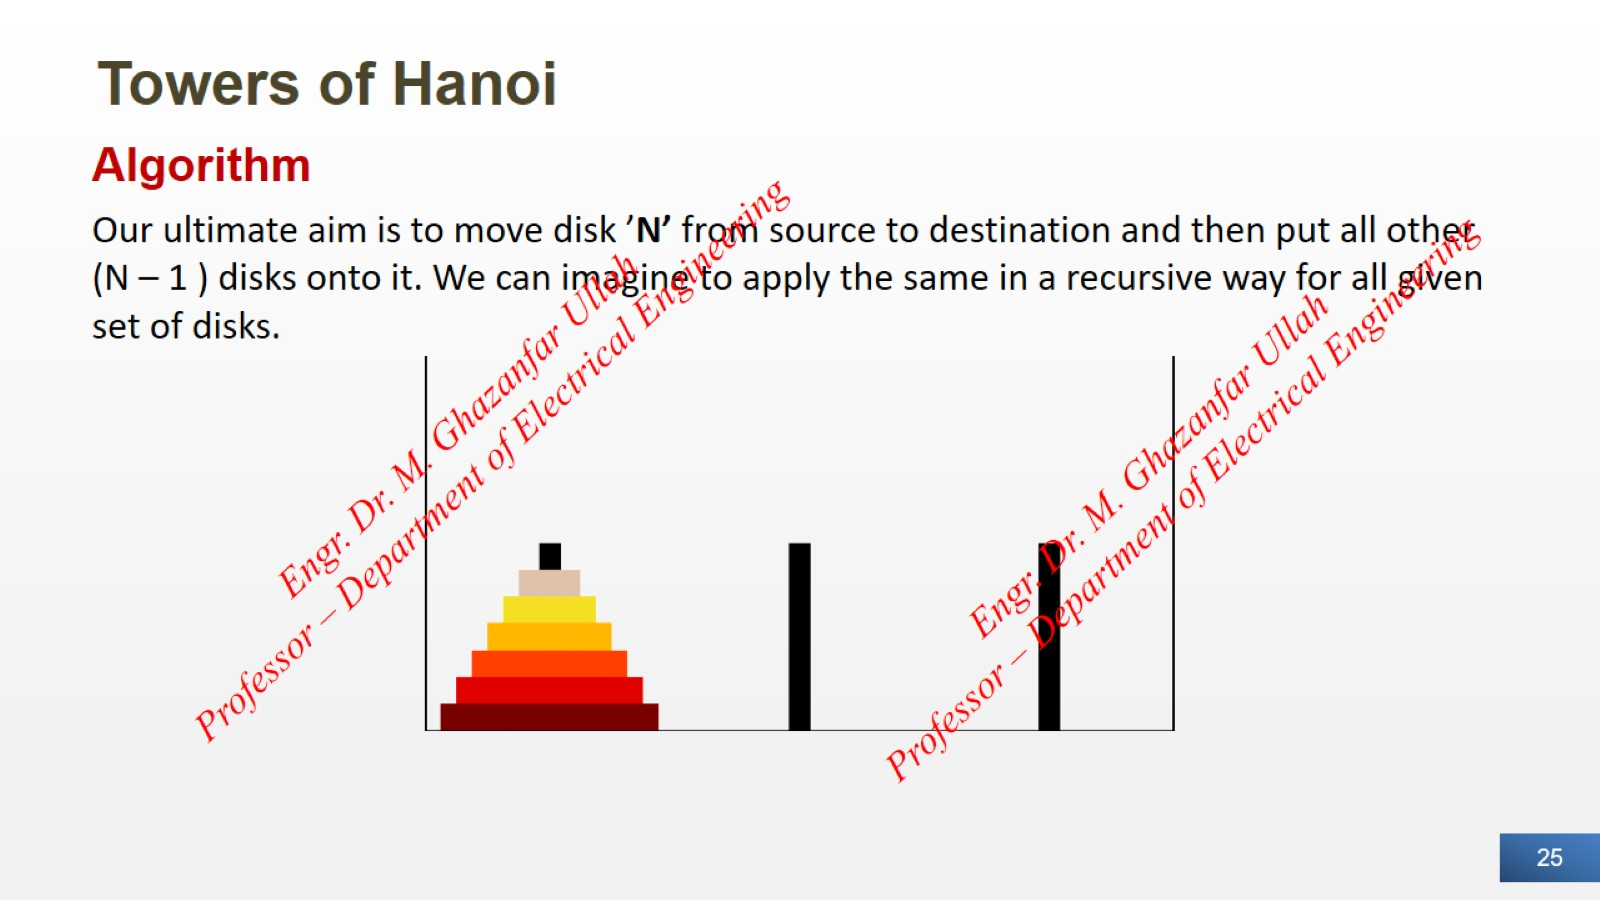 Towers of Hanoi
Algorithm
Our ultimate aim is to move disk ’N’ from source to destination and then put all other
(N – 1 ) disks onto it. We can imagine to apply the same in a recursive way for all given
set of disks.
Engr. Dr. M. Ghazanfar Ullah
Professor – Department of Electrical Engineering
Engr. Dr. M. Ghazanfar Ullah
Professor – Department of Electrical Engineering
25